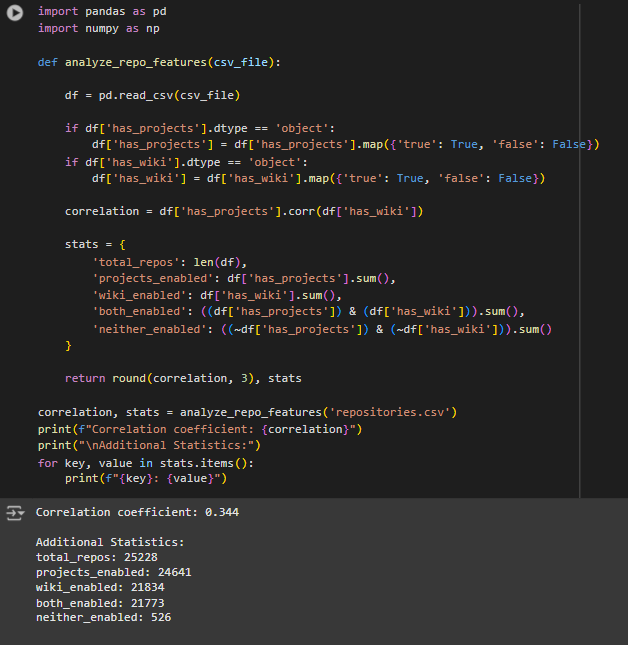 import pandas as pd
import numpy as np
def analyze_repo_features(csv_file):
    df = pd.read_csv(csv_file)
    if df['has_projects'].dtype == 'object':
        df['has_projects'] = df['has_projects'].map({'true': True, 'false': False})
    if df['has_wiki'].dtype == 'object':
        df['has_wiki'] = df['has_wiki'].map({'true': True, 'false': False})
    correlation = df['has_projects'].corr(df['has_wiki'])
    stats = {
        'total_repos': len(df),
        'projects_enabled': df['has_projects'].sum(),
        'wiki_enabled': df['has_wiki'].sum(),
        'both_enabled': ((df['has_projects']) & (df['has_wiki'])).sum(),
        'neither_enabled': ((~df['has_projects']) & (~df['has_wiki'])).sum()
    }
    return round(correlation, 3), stats
correlation, stats = analyze_repo_features('repositories.csv')
print(f"Correlation coefficient: {correlation}")
print("\nAdditional Statistics:")
for key, value in stats.items():
    print(f"{key}: {value}")
Correlation coefficient: 0.344
Additional Statistics:
total_repos: 25228
projects_enabled: 24641
wiki_enabled: 21834
both_enabled: 21773
neither_enabled: 526